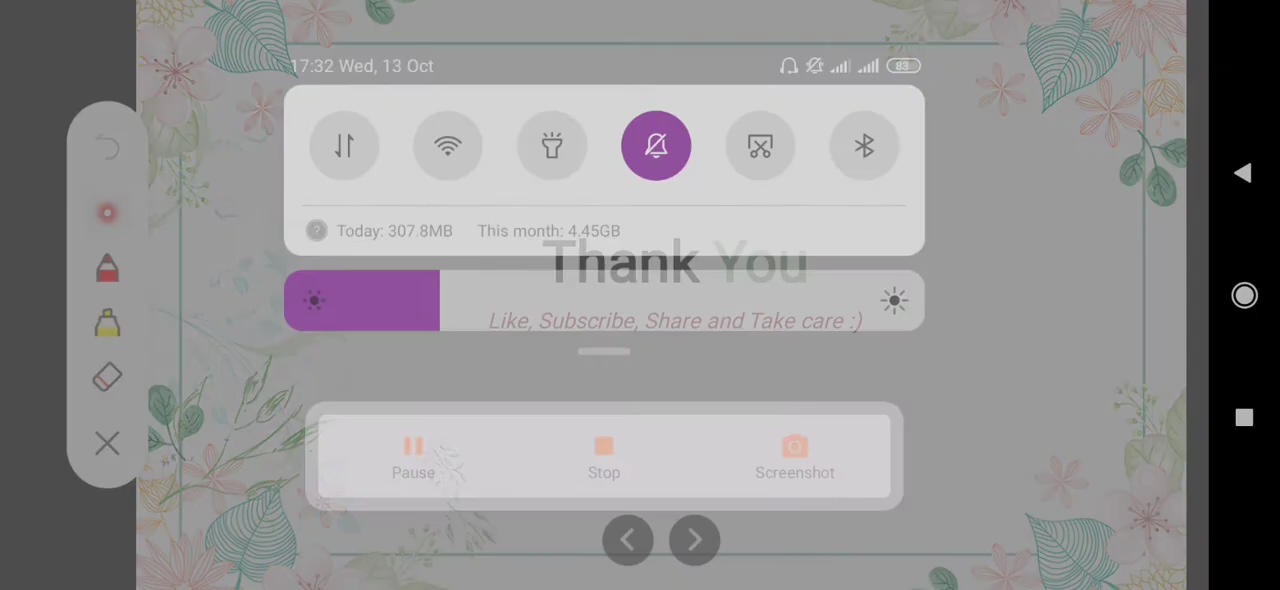 17:32 Wed, 13 Oct
83
?
Today: 307.8MB This month: 4.45GB
Thank You
Like, Subscribe, Share and Take care :)
Pause Stop Screenshot